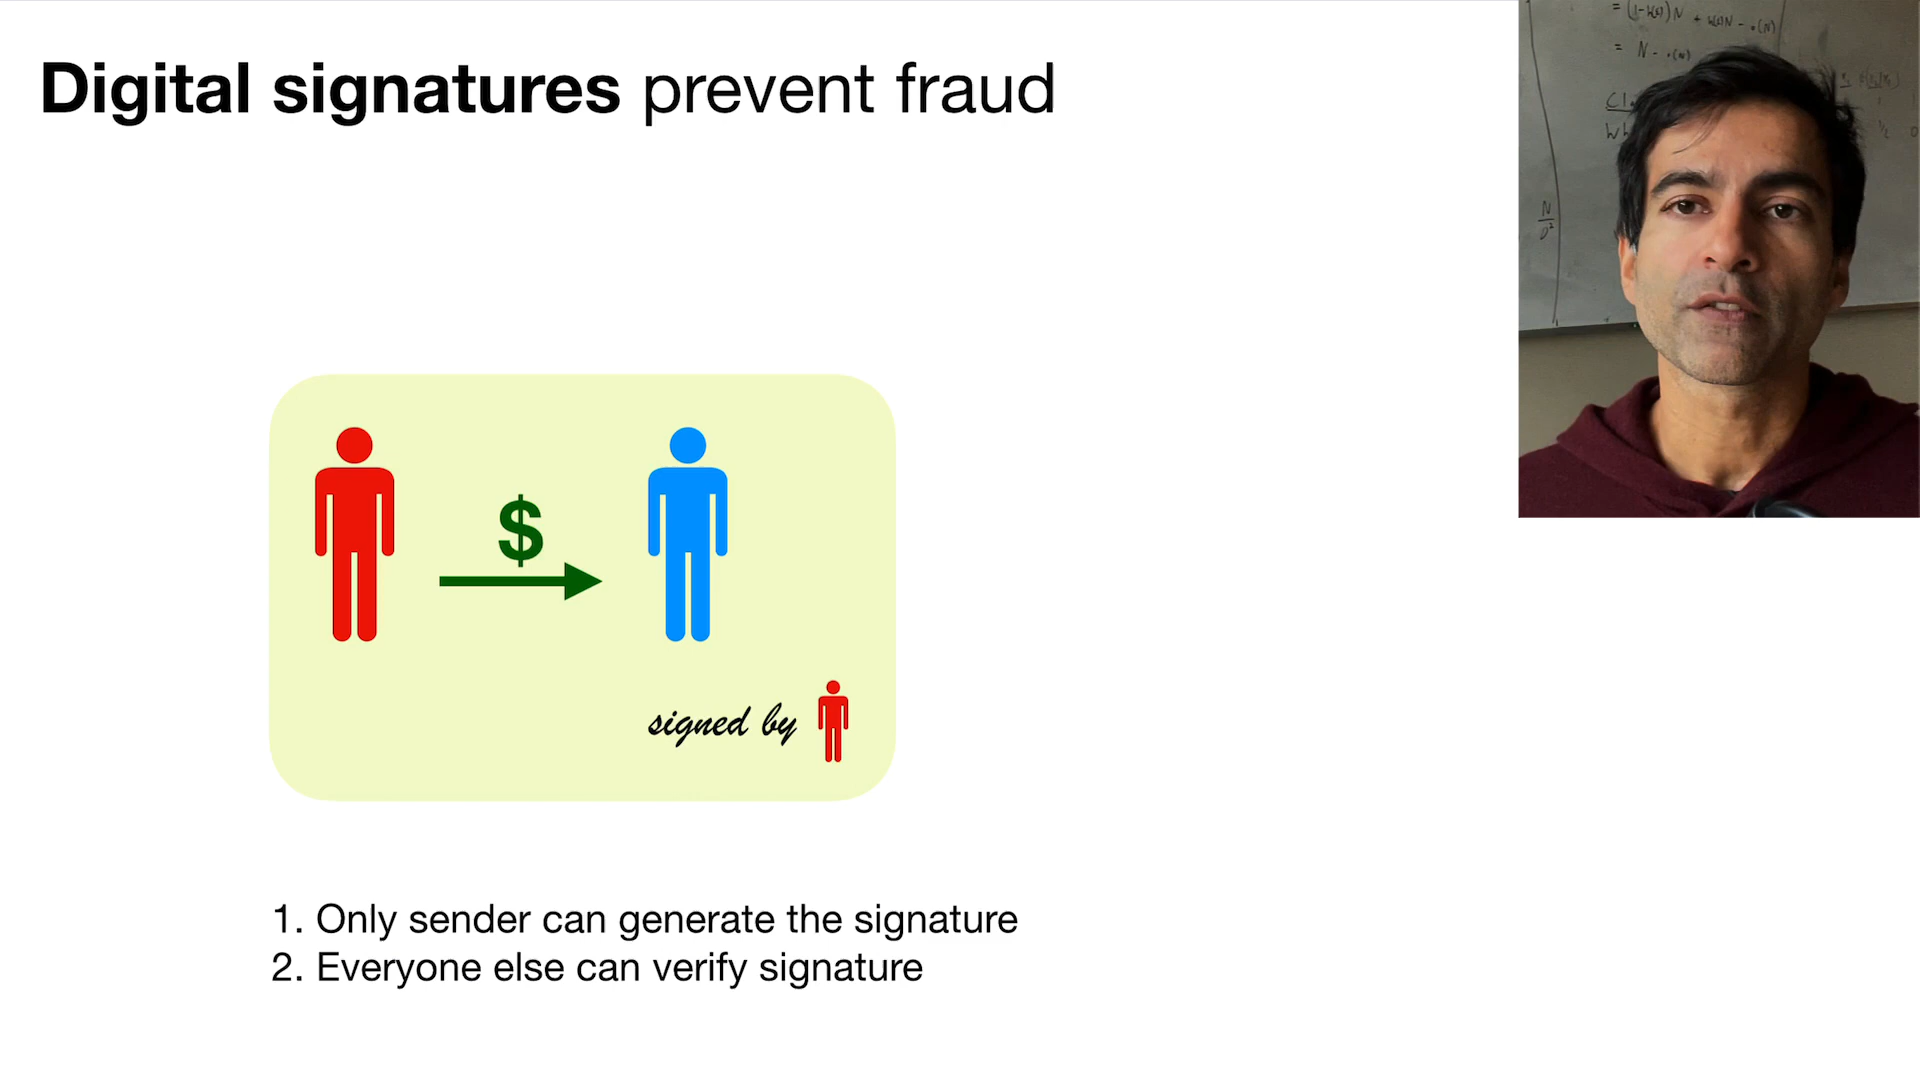 Digital signatures prevent fraud
$
signed by
1. Only sender can generate the signature
2. Everyone else can verify signature
= N - o(N)
N